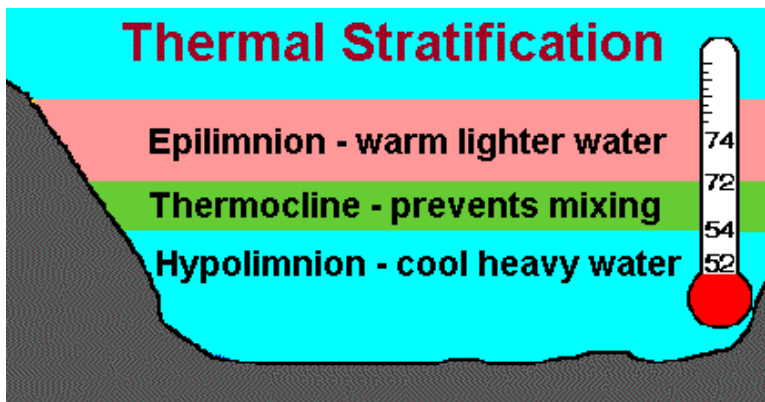 Thermal Stratification
Epilimnion - warm lighter water
74
72
Thermocline - prevents mixing
54
Hypolimnion - cool heavy water
52